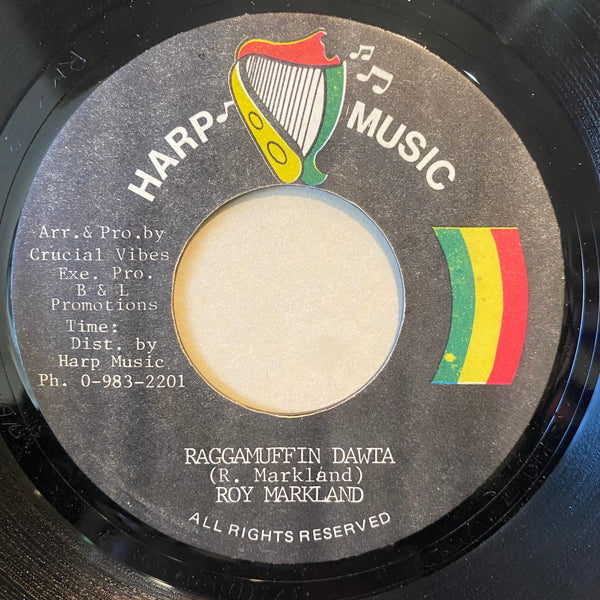 HARP MUSIC
Arr.& Pro.by
Crucial Vibes
Exe. Pro.
B & L
Promotions
Time:
Dist. by
Harp Music
Ph. 0-983-2201
RAGGAMUFFIN DAWTA
(R. Markland)
ROY MARKLAND
ALL RIGHTS RESERVED